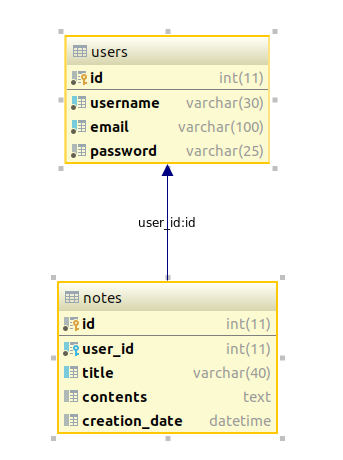 users
id int(11)
username varchar(30)
email varchar(100)
password varchar(25)
user_id:id
notes
id int(11)
user_id int(11)
title varchar(40)
contents text
creation_date datetime